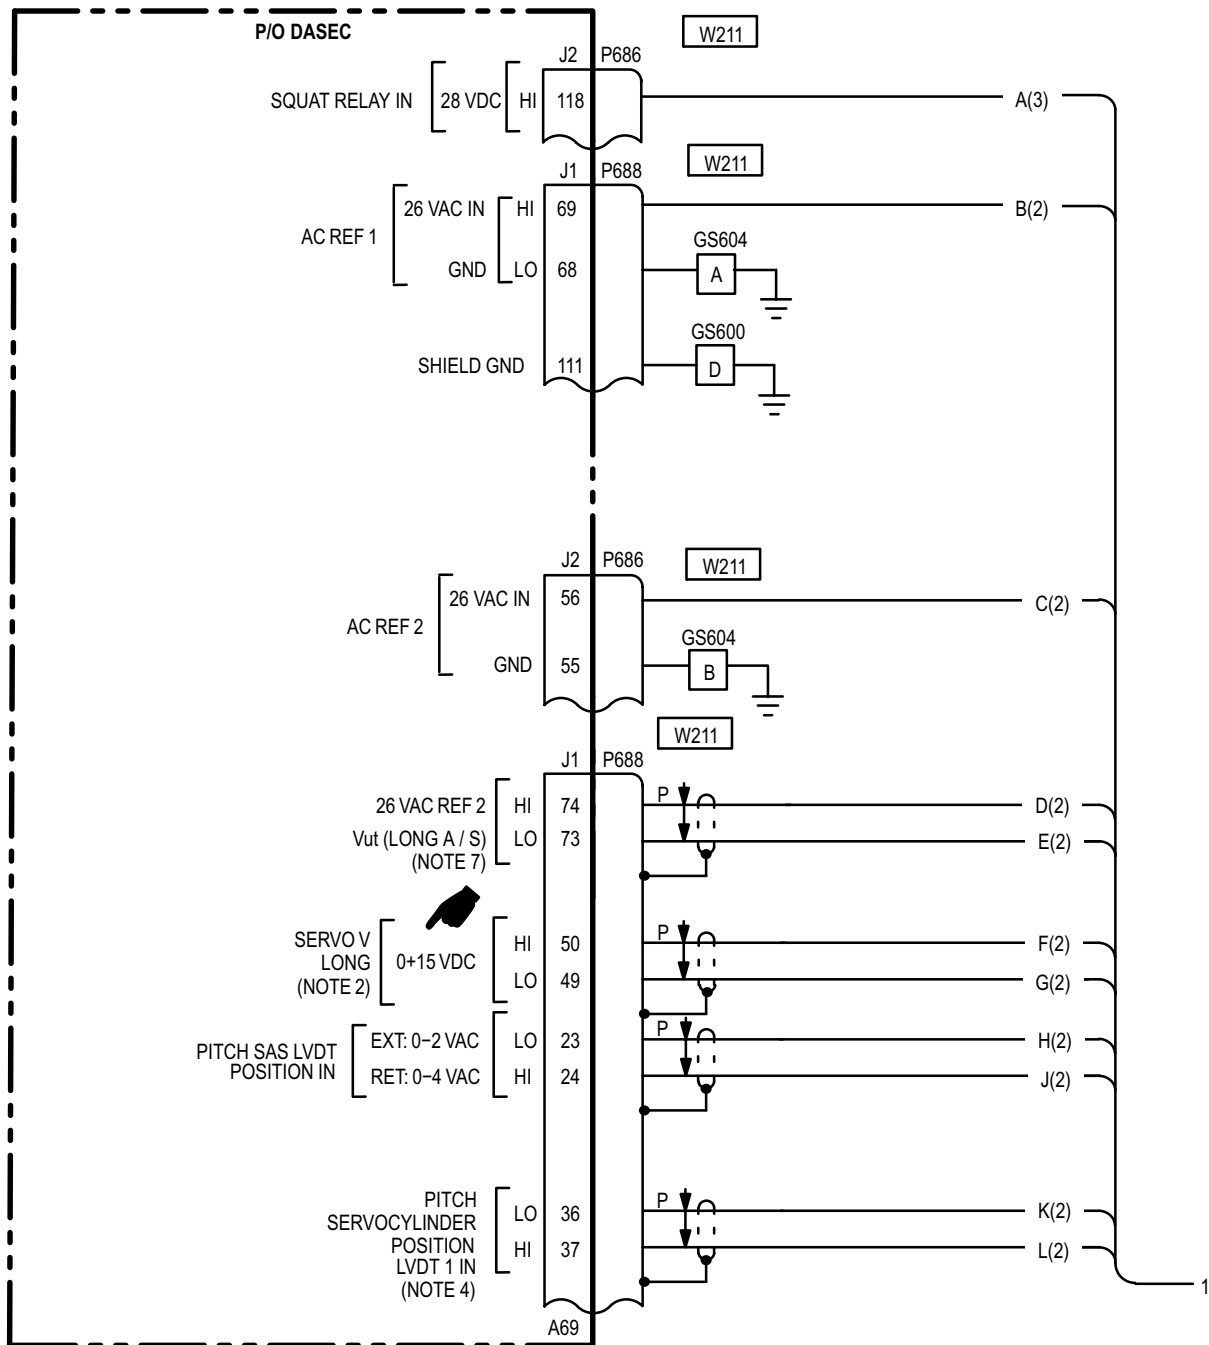 P/O DASEC
W211
J2 P686
SQUAT RELAY IN 28 VDC HI 118 A(3)
W211
J1 P688
26 VAC IN HI 69 B(2)
AC REF 1
GS604
GND LO 68 A
GS600
SHIELD GND 111 D
J2 P686 W211
26 VAC IN 56 C(2)
AC REF 2
GS604
GND 55 B
W211
J1 P688
26 VAC REF 2 HI 74 P D(2)
Vut (LONG A / S) LO 73 E(2)
(NOTE 7)
SERVO V HI 50 P F(2)
LONG 0+15 VDC
(NOTE 2) LO 49 G(2)
P
EXT: 0−2 VAC LO 23 H(2)
PITCH SAS LVDT
POSITION IN
RET: 0−4 VAC HI 24 J(2)
PITCH P
LO 36 K(2)
SERVOCYLINDER
POSITION HI 37 L(2)
LVDT 1 IN
(NOTE 4) 1
A69